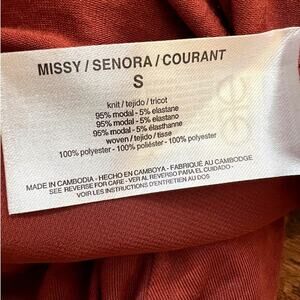 MISSY / SENORA / COURANT
S
knit / tejido / tricot
95% modal - 5% elastane
95% modal - 5% elastano
95% modal - 5% élasthanne
woven / tejido / tisse
100% polyester - 100% poliéster - 100% polyester
MADE IN CAMBODIA - HECHO EN CAMBOYA - FABRIQUÉ AU CAMBODGE
SEE REVERSE FOR CARE - VER AL REVERSO PARA EL CUIDADO -
VOIR LES INSTRUCTIONS D'ENTRETIEN AU DOS